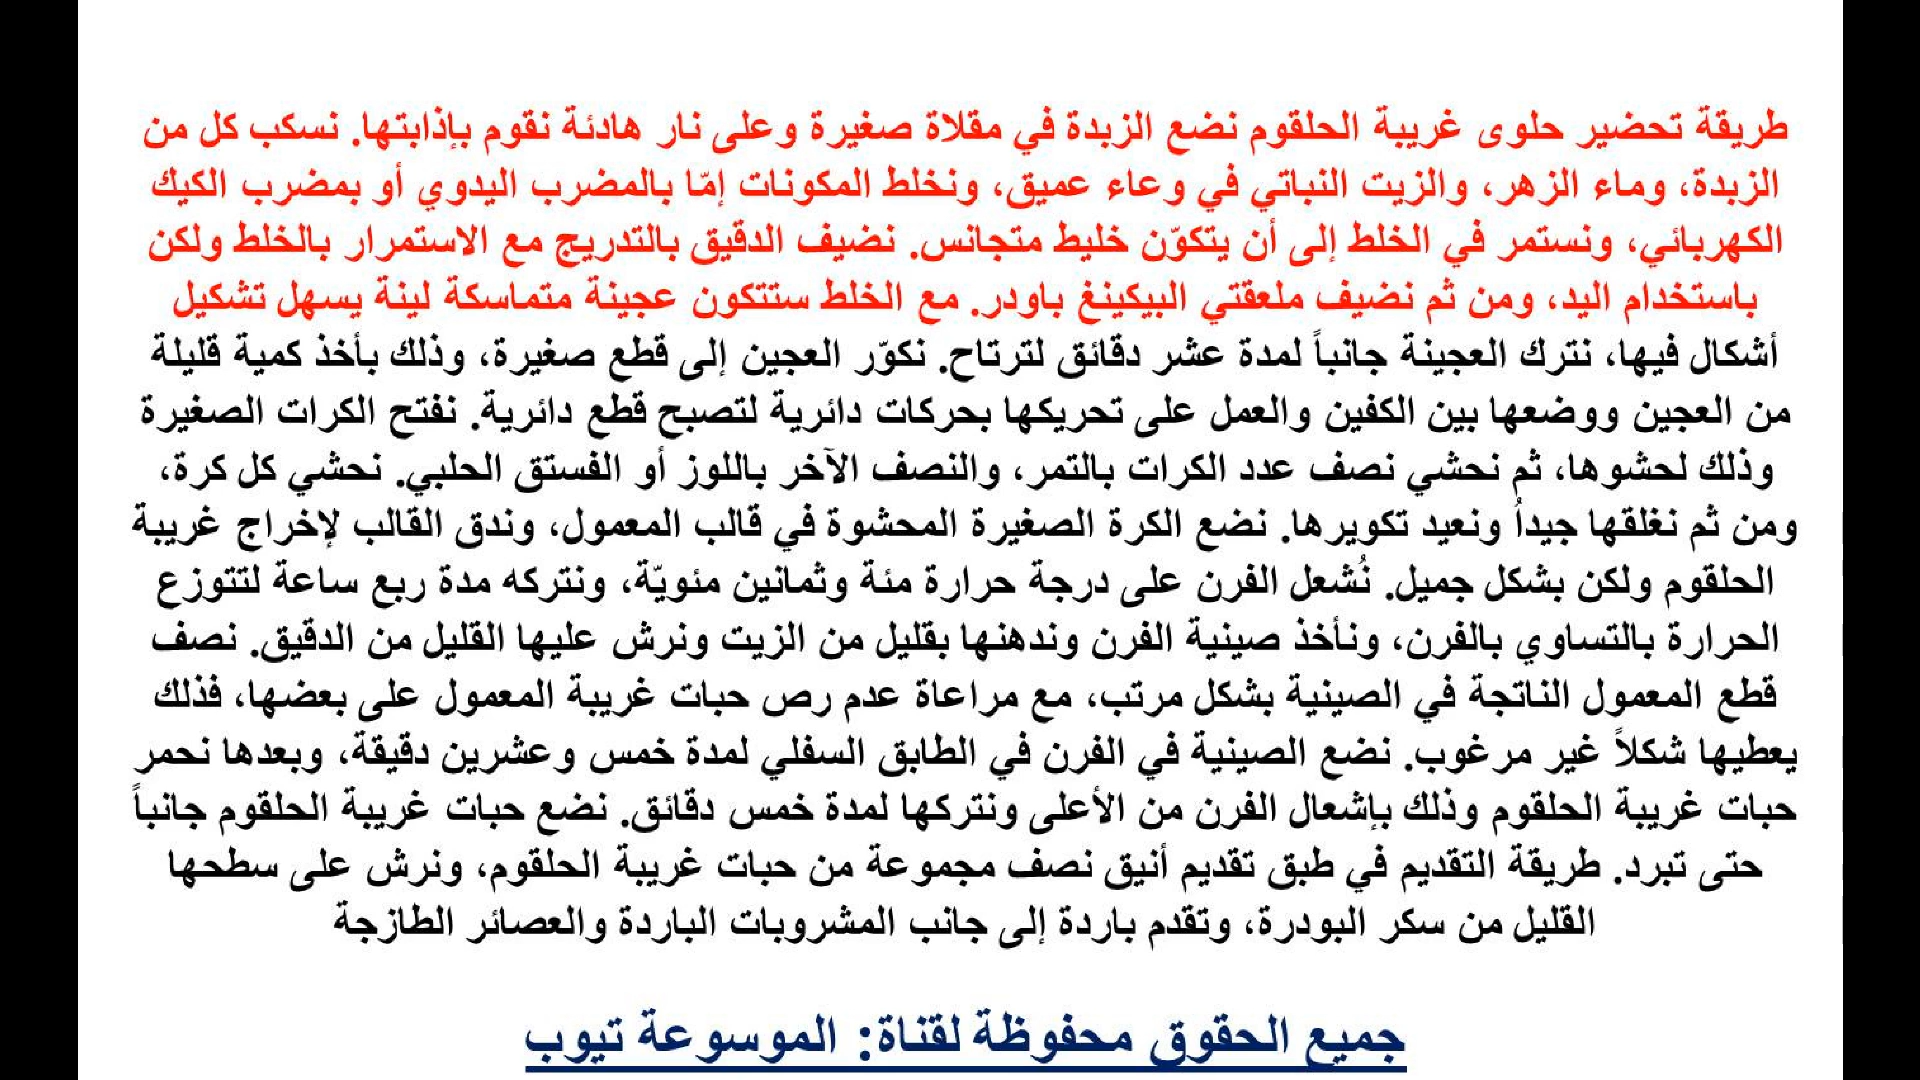 طريقة تحضير حلوى غريبة الحلقوم نضع الزبدة في مقلاة صغيرة وعلى نار هادئة نقوم بإذابتها. نسكب كل من
الزبدة، وماء الزهر، والزيت النباتي في وعاء عميق، ونخلط المكونات إمّا بالمضرب اليدوي أو بمضرب الكيك
الكهربائي، ونستمر في الخلط إلى أن يتكوّن خليط متجانس. نضيف الدقيق بالتدريج مع الاستمرار بالخلط ولكن
باستخدام اليد، ومن ثم نضيف ملعقتي البيكينغ باودر. مع الخلط ستتكون عجينة متماسكة لينة يسهل تشكيل
أشكال فيها، نترك العجينة جانباً لمدة عشر دقائق لترتاح. نكوّر العجين إلى قطع صغيرة، وذلك بأخذ كمية قليلة
من العجين ووضعها بين الكفين والعمل على تحريكها بحركات دائرية لتصبح قطع دائرية. نفتح الكرات الصغيرة
وذلك لحشوها، ثم نحشي نصف عدد الكرات بالتمر، والنصف الآخر باللوز أو الفستق الحلبي. نحشي كل كرة،
ومن ثم نغلقها جيداُ ونعيد تكويرها. نضع الكرة الصغيرة المحشوة في قالب المعمول، وندق القالب لإخراج غريبة
الحلقوم ولكن بشكل جميل. نُشعل الفرن على درجة حرارة مئة وثمانين مئويّة، ونتركه مدة ربع ساعة لتتوزع
الحرارة بالتساوي بالفرن، ونأخذ صينية الفرن وندهنها بقليل من الزيت ونرش عليها القليل من الدقيق. نصف
قطع المعمول الناتجة في الصينية بشكل مرتب، مع مراعاة عدم رص حبات غريبة المعمول على بعضها، فذلك
يعطيها شكلاً غير مرغوب. نضع الصينية في الفرن في الطابق السفلي لمدة خمس وعشرين دقيقة، وبعدها نحمر
حبات غريبة الحلقوم وذلك بإشعال الفرن من الأعلى ونتركها لمدة خمس دقائق. نضع حبات غريبة الحلقوم جانباً
حتى تبرد. طريقة التقديم في طبق تقديم أنيق نصف مجموعة من حبات غريبة الحلقوم، ونرش على سطحها
القليل من سكر البودرة، وتقدم باردة إلى جانب المشروبات الباردة والعصائر الطازجة
جميع الحقوق محفوظة لقناة: الموسوعة تيوب